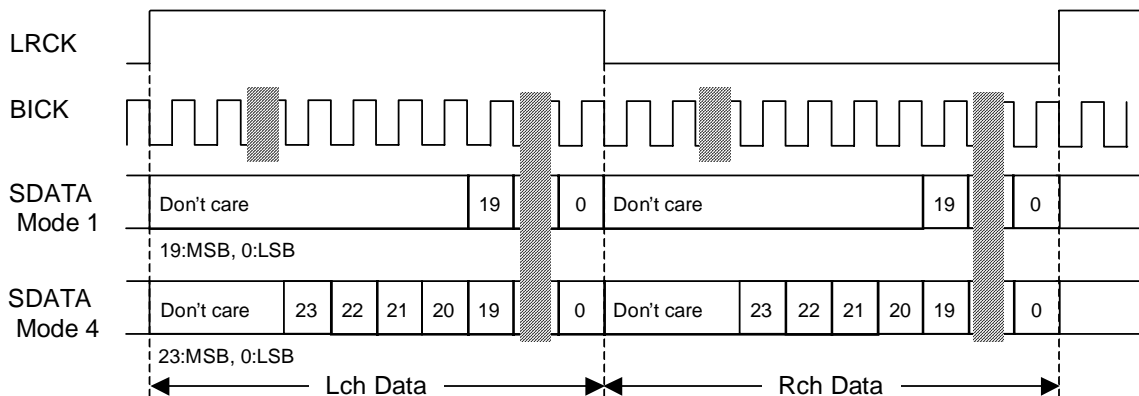 LRCK
BICK
SDATA
Mode 1
Don't care 19 0 Don't care 19 0
19:MSB, 0:LSB
SDATA
Mode 4
Don't care 23 22 21 20 19 0 Don't care 23 22 21 20 19 0
23:MSB, 0:LSB
Lch Data Rch Data